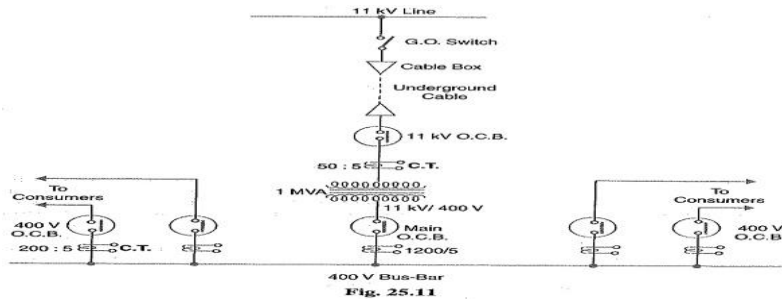 11 kV Line
G.O. Switch
Cable Box
Underground
Cable
11 kV O.C.B.
50 : 5 C.T.
1 MVA
11 kV/ 400 V
To
Consumers
400 V
O.C.B.
200 : 5 C.T.
Main
O.C.B.
1200/5
To
Consumers
400 V
O.C.B.
400 V Bus-Bar
Fig. 25.11